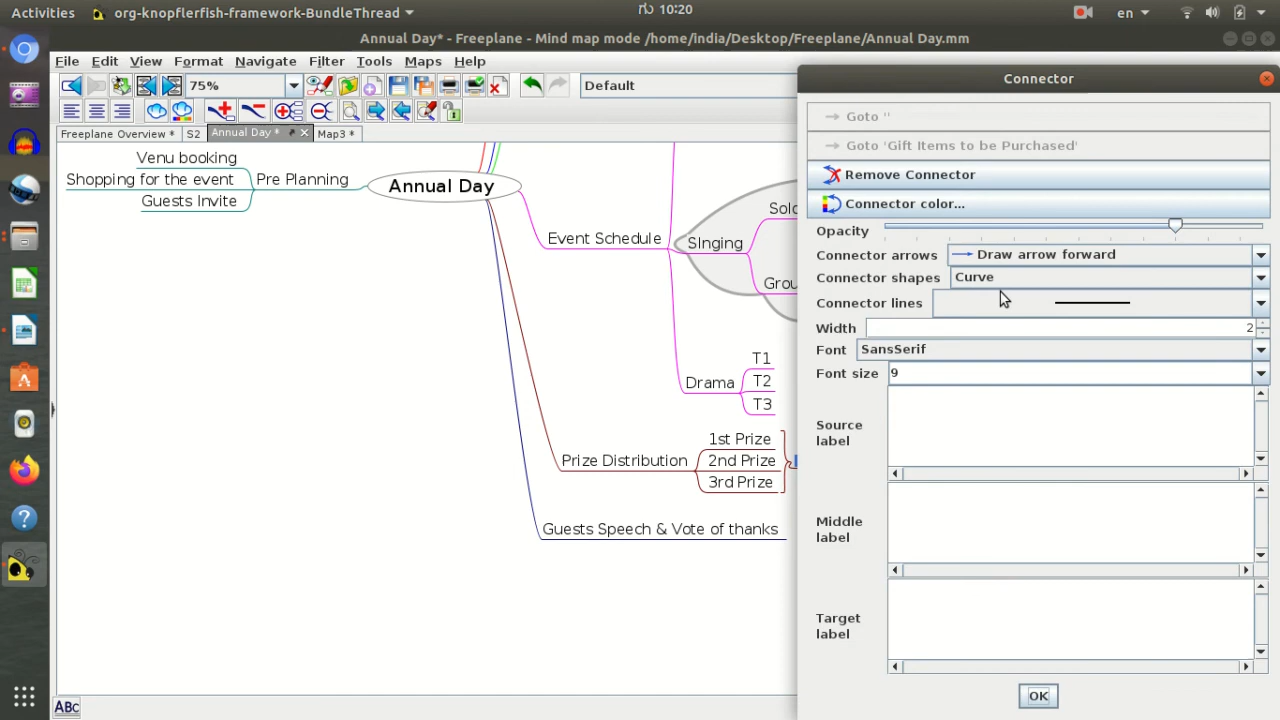 Activities
org-knopflerfish-framework-BundleThread
10:20
en
Annual Day* - Freeplane - Mind map mode /home/india/Desktop/Freeplane/Annual Day.mm
File Edit View Format Navigate Filter Tools Maps Help
75%
Default
Freeplane Overview *
S2
Annual Day *
Map3 *
Venu booking
Shopping for the event
Guests Invite
Pre Planning
Annual Day
Event Schedule
SInging
Solo
Grou
Drama
T1
T2
T3
Prize Distribution
1st Prize
2nd Prize
3rd Prize
Guests Speech & Vote of thanks
ABc
Connector
Goto ''
Goto 'Gift Items to be Purchased'
Remove Connector
Connector color...
Opacity
Connector arrows
Draw arrow forward
Connector shapes
Curve
Connector lines
Width
2
Font
SansSerif
Font size
9
Source
label
Middle
label
Target
label
OK